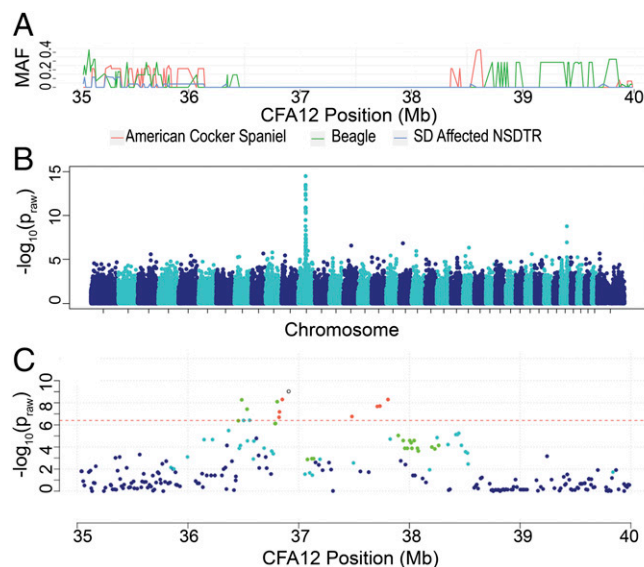 A
MAF
0 0.2 0.4
35 36 37 38 39 40
CFA12 Position (Mb)
American Cocker Spaniel Beagle SD Affected NSDTR
B
-log10(praw)
0 5 10 15
Chromosome
C
-log10(praw)
0 2 4 6 8 10
35 36 37 38 39 40
CFA12 Position (Mb)